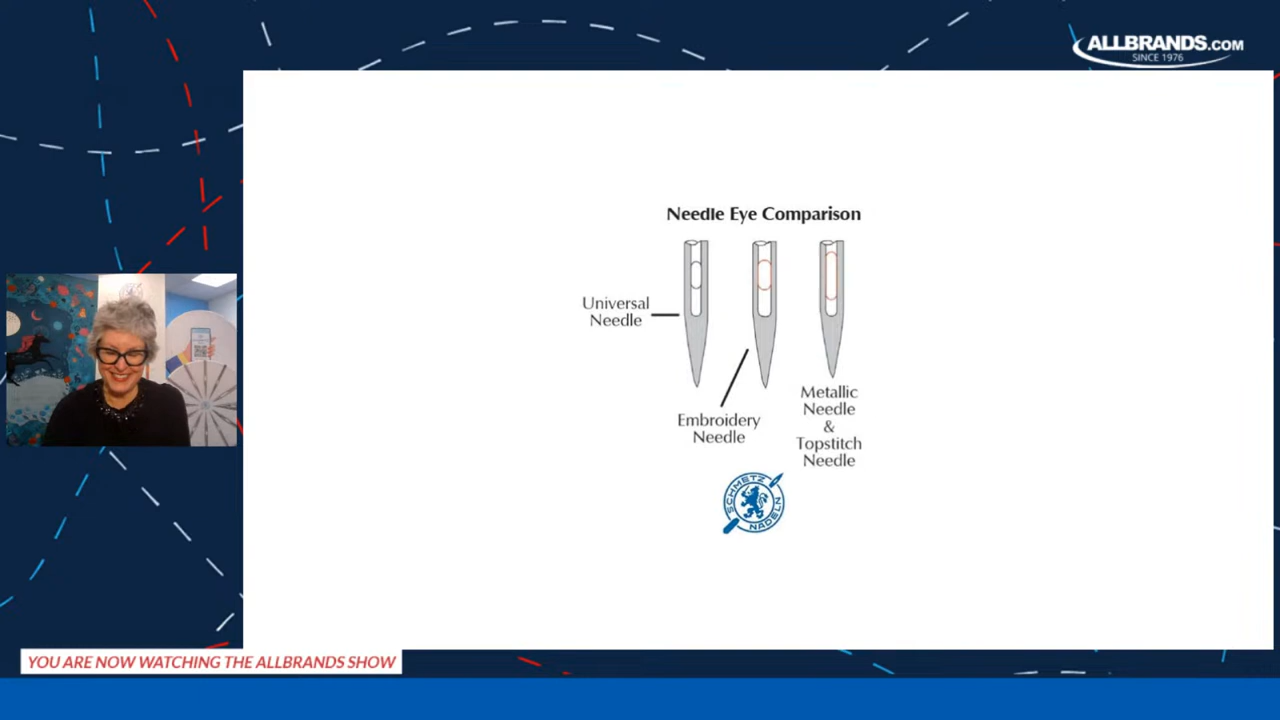 ALLBRANDS.COM
SINCE 1976
Needle Eye Comparison
Universal
Needle
Embroidery
Needle
Metallic
Needle
&
Topstitch
Needle
SCHMETZ
NADELN
YOU ARE NOW WATCHING THE ALLBRANDS SHOW